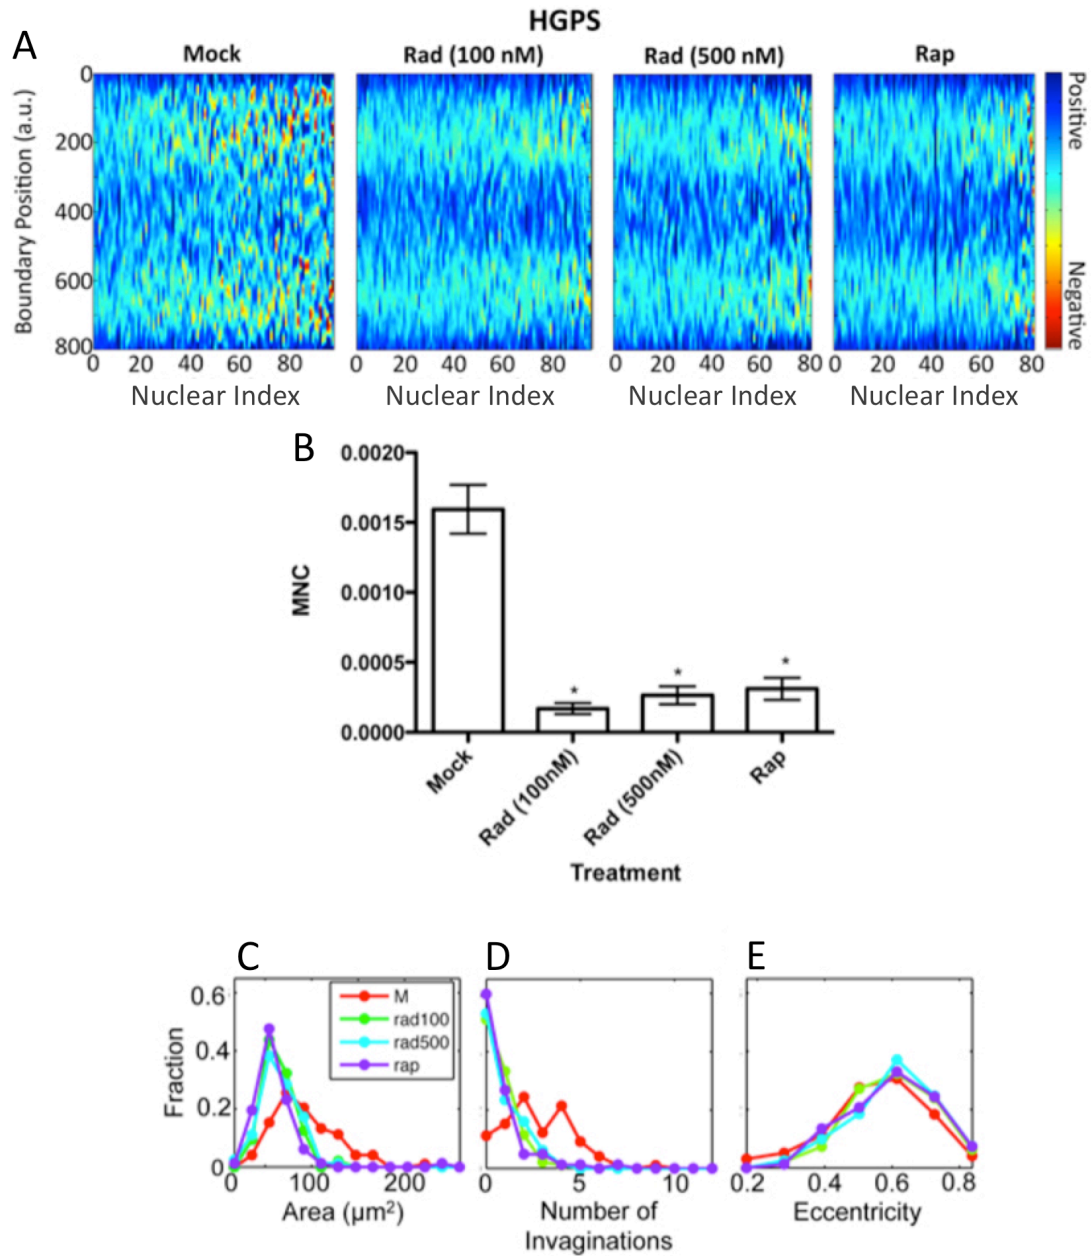 HGPS
A
Mock
Rad (100 nM)
Rad (500 nM)
Rap
Boundary Position (a.u.)
0
200
400
600
800
0 20 40 60 80
0 20 40 60 80
0 20 40 60 80
0 20 40 60 80
Nuclear Index
Nuclear Index
Nuclear Index
Nuclear Index
Positive
Negative
B
MNC
0.0020
0.0015
0.0010
0.0005
0.0000
* * *
Mock
Rad (100nM)
Rad (500nM)
Rap
Treatment
C
Fraction
0.6
0.4
0.2
0
M
rad100
rad500
rap
0 100 200
Area (µm²)
D
0 5 10
Number of
Invaginations
E
0.2 0.4 0.6 0.8
Eccentricity